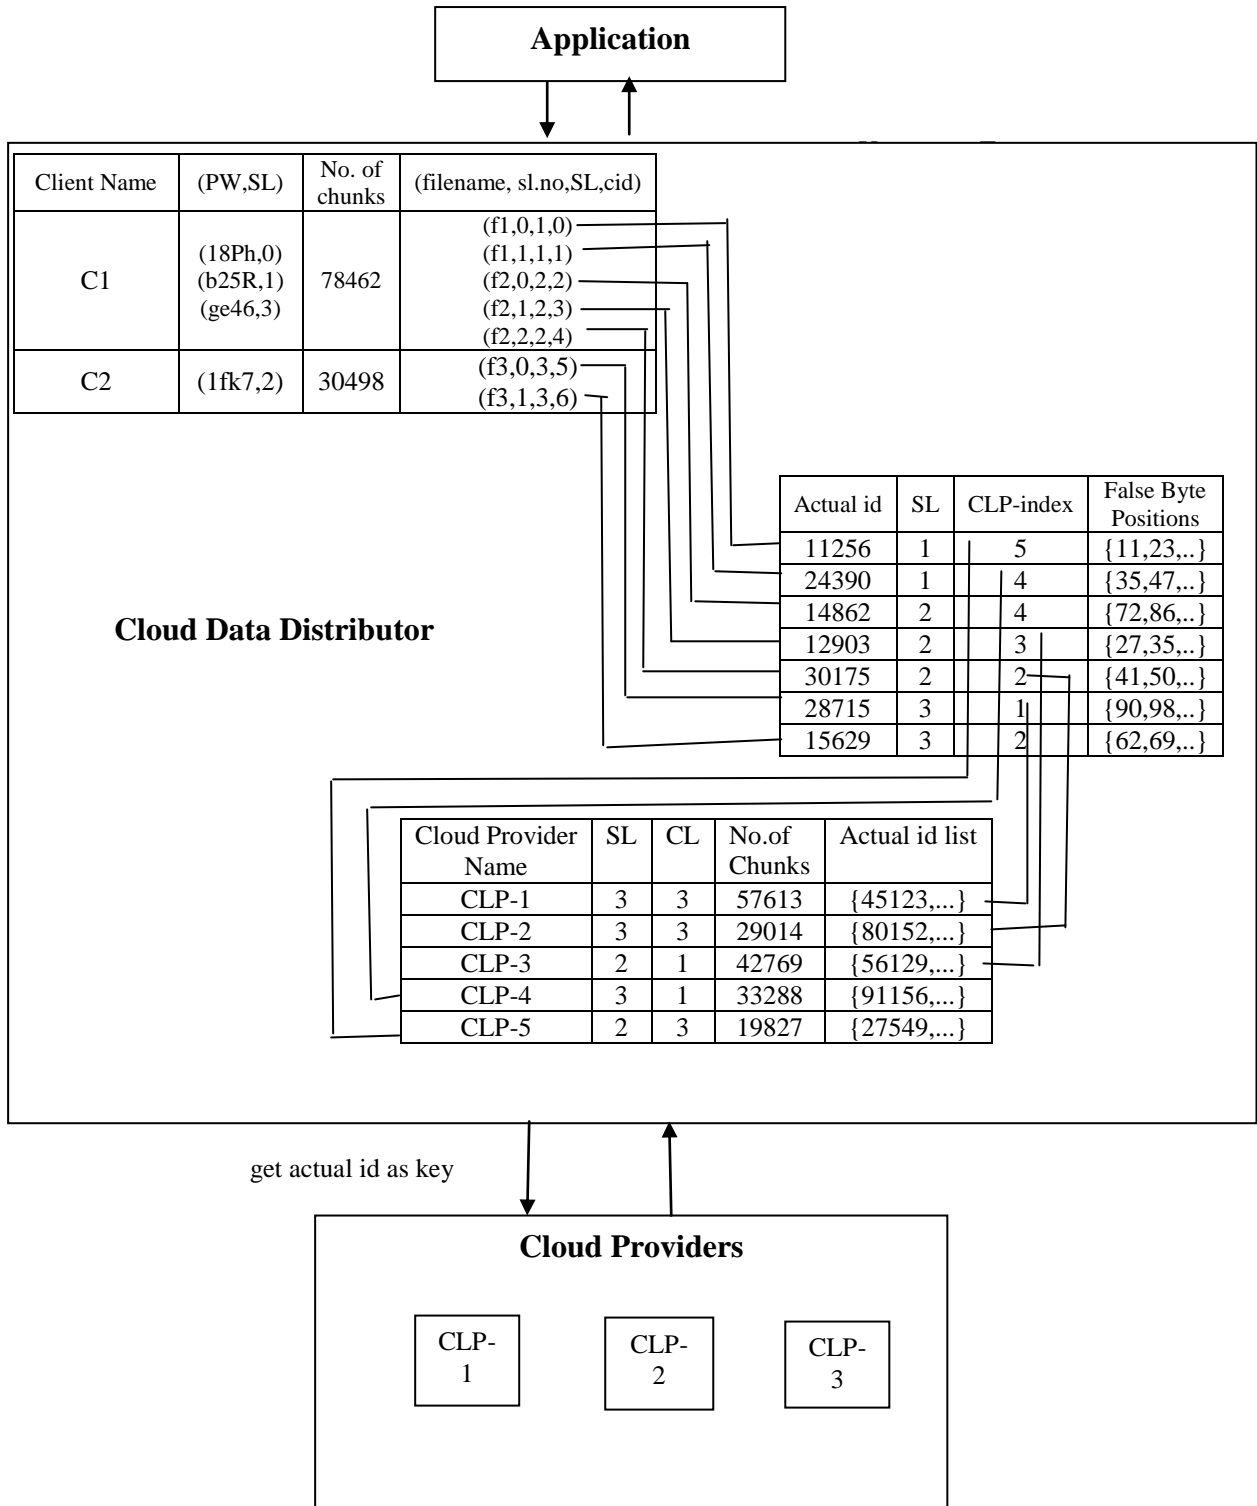 Application
Client Name (PW,SL) No. of chunks (filename, sl.no,SL,cid)
C1 (18Ph,0) (b25R,1) (ge46,3) 78462
(f1,0,1,0)
(f1,1,1,1)
(f2,0,2,2)
(f2,1,2,3)
(f2,2,2,4)
C2 (1fk7,2) 30498
(f3,0,3,5)
(f3,1,3,6)
Cloud Data Distributor
Actual id SL CLP-index False Byte Positions
11256 1 5 {11,23,..}
24390 1 4 {35,47,..}
14862 2 4 {72,86,..}
12903 2 3 {27,35,..}
30175 2 2 {41,50,..}
28715 3 1 {90,98,..}
15629 3 2 {62,69,..}
Cloud Provider Name SL CL No.of Chunks Actual id list
CLP-1 3 3 57613 {45123,...}
CLP-2 3 3 29014 {80152,...}
CLP-3 2 1 42769 {56129,...}
CLP-4 3 1 33288 {91156,...}
CLP-5 2 3 19827 {27549,...}
get actual id as key
Cloud Providers
CLP-
1
CLP-
2
CLP-
3